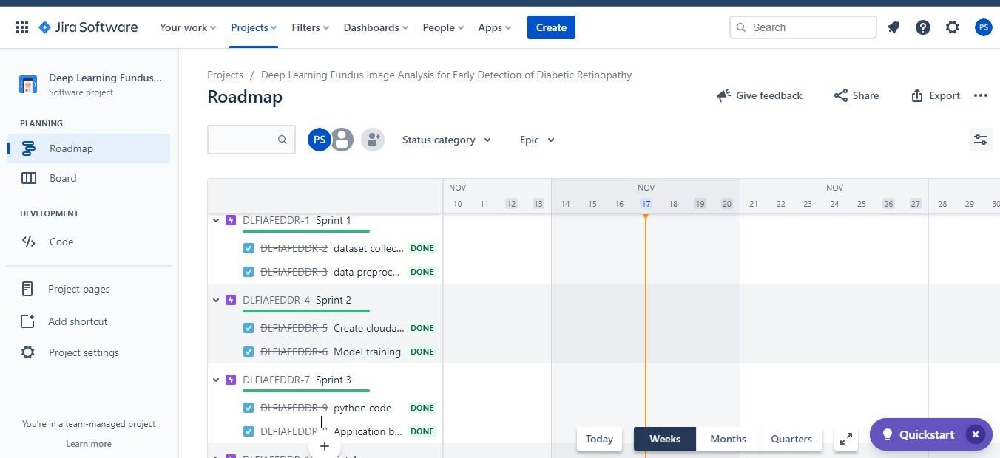 Jira Software Your work Projects Filters Dashboards People Apps Create Search PS
Deep Learning Fundus...
Software project
PLANNING
Roadmap
Board
DEVELOPMENT
Code
Project pages
Add shortcut
Project settings
You're in a team-managed project
Learn more
Projects / Deep Learning Fundus Image Analysis for Early Detection of Diabetic Retinopathy
Roadmap
Give feedback Share Export
PS Status category Epic
NOV NOV NOV
10 11 12 13 14 15 16 17 18 19 20 21 22 23 24 25 26 27 28 29 30
DLFIAFEDDR-1 Sprint 1
DLFIAFEDDR-2 dataset collec... DONE
DLFIAFEDDR-3 data preproc... DONE
DLFIAFEDDR-4 Sprint 2
DLFIAFEDDR-5 Create clouda... DONE
DLFIAFEDDR-6 Model training DONE
DLFIAFEDDR-7 Sprint 3
DLFIAFEDDR-9 python code DONE
Application b... DONE
Today Weeks Months Quarters
Quickstart